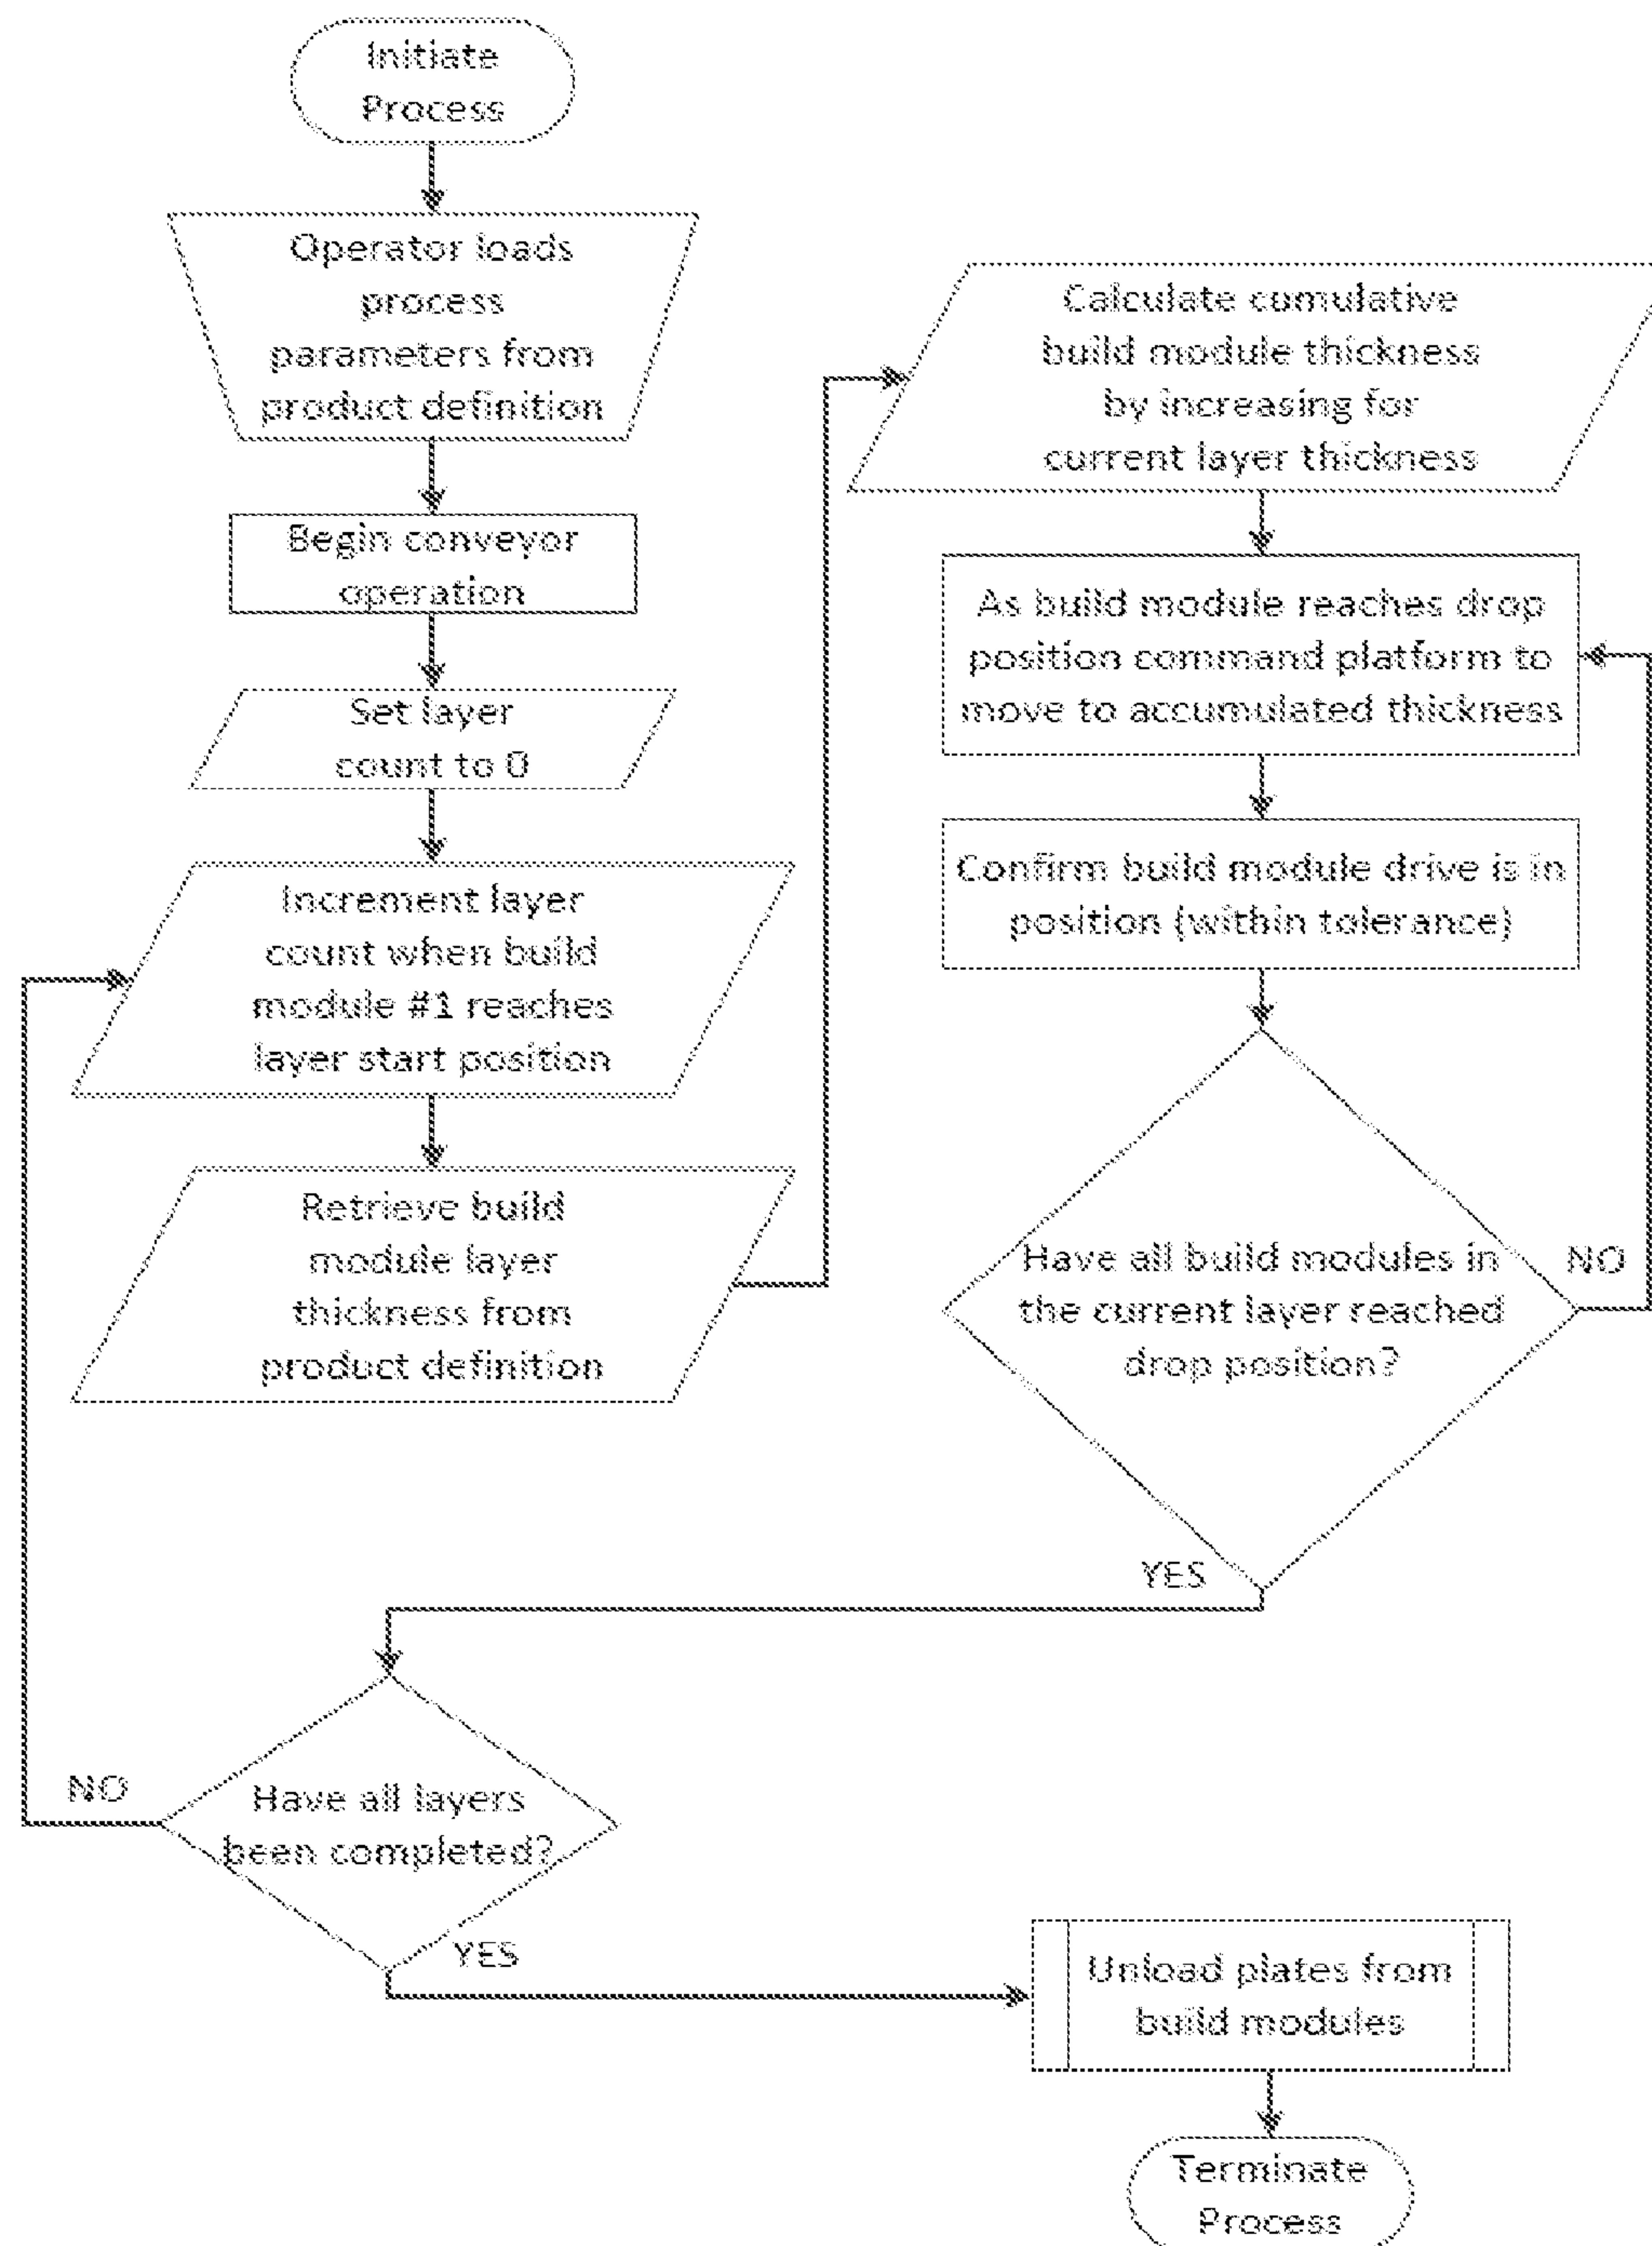 Initiate
Process
Operator loads
process
parameters from
product definition
Begin conveyor
operation
Set layer
count to 0
Increment layer
count when build
module #1 reaches
layer start position
Retrieve build
module layer
thickness from
product definition
Calculate cumulative
build module thickness
by increasing for
current layer thickness
As build module reaches drop
position command platform to
move to accumulated thickness
Confirm build module drive is in
position (within tolerance)
Have all build modules in
the current layer reached
drop position?
NO
YES
Have all layers
been completed?
NO
YES
Unload plates from
build modules
Terminate
Process